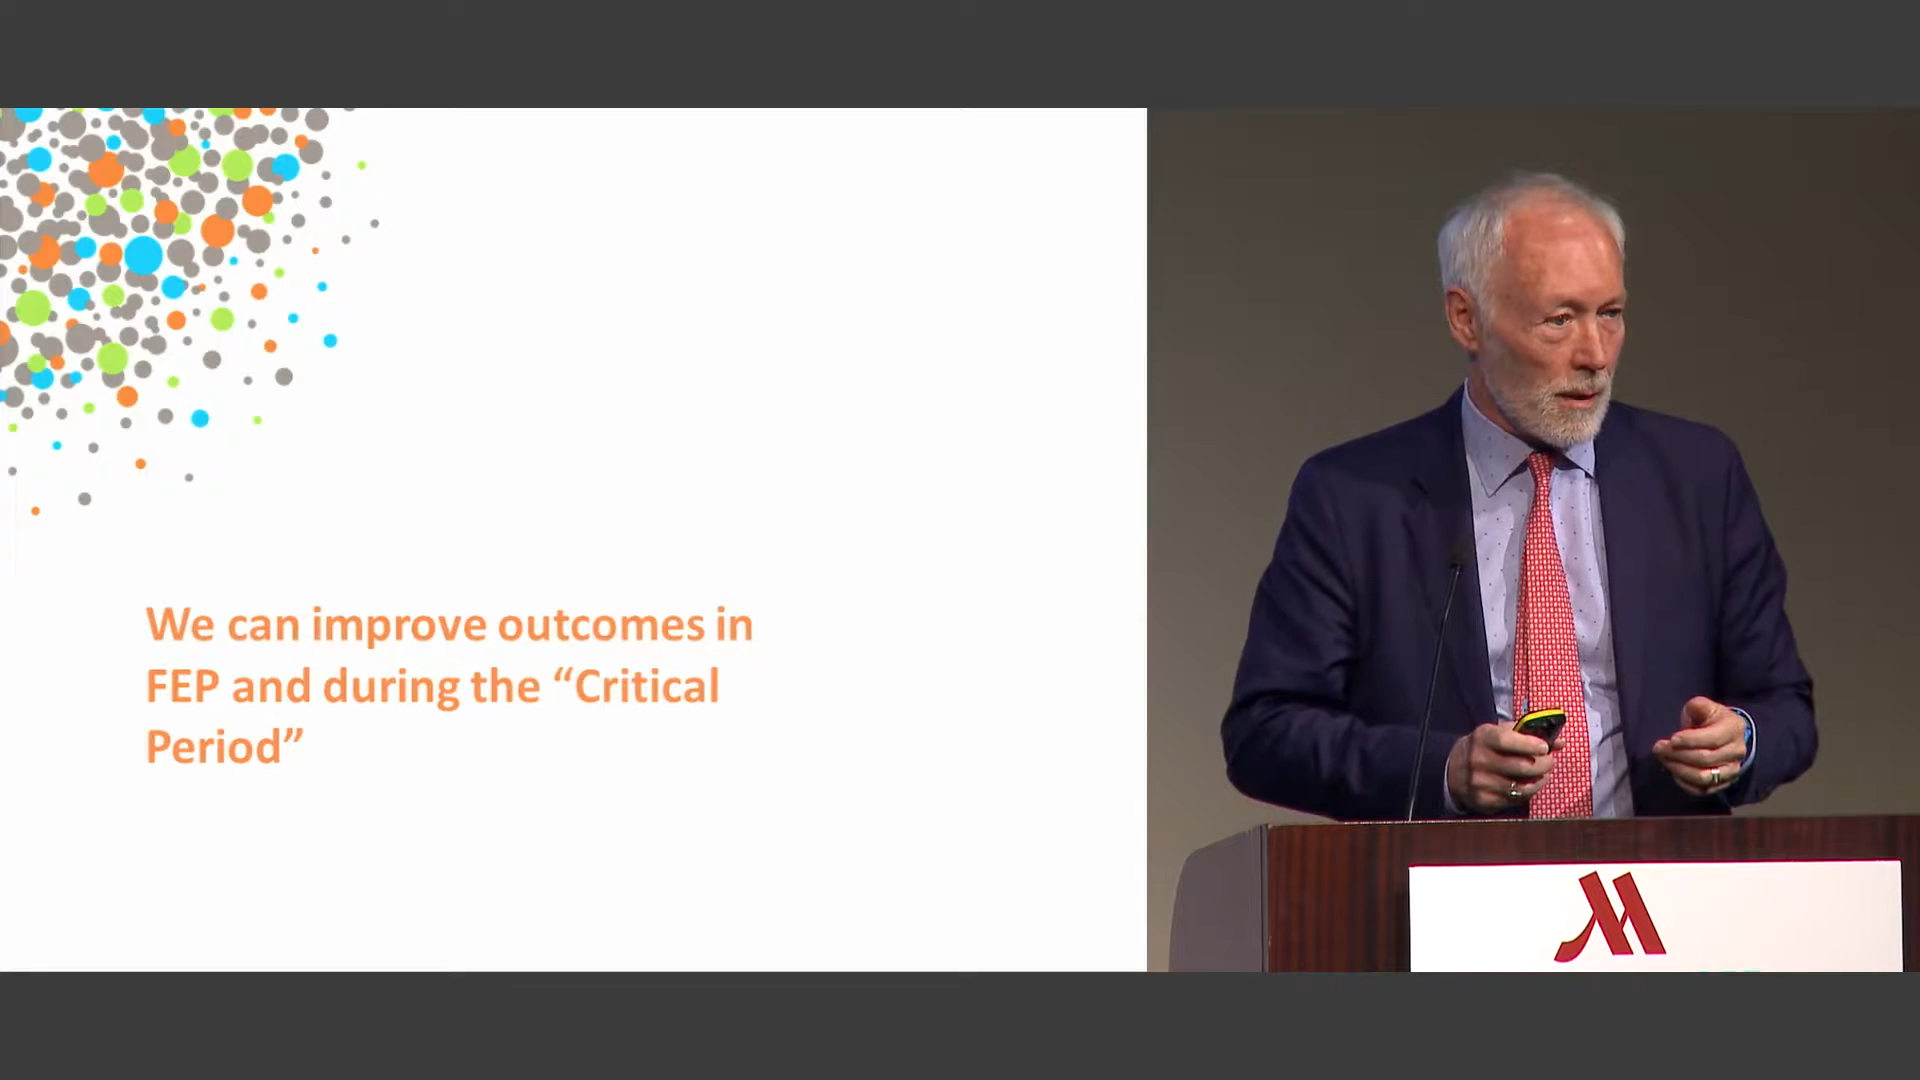 We can improve outcomes in
FEP and during the “Critical
Period”